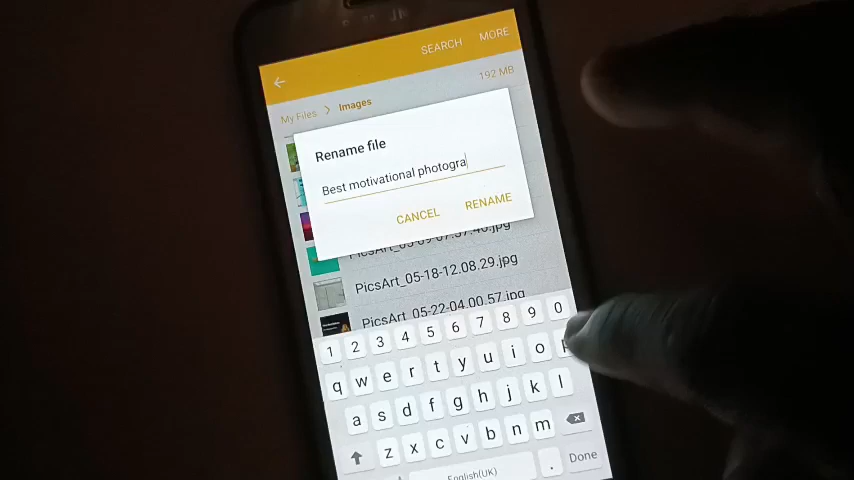 SEARCH MORE
192 MB
My Files > Images
Rename file
Best motivational photogra
CANCEL RENAME
PicsArt_05-18-12.08.29.jpg
PicsArt_05-22-04.00.57.jpg
1 2 3 4 5 6 7 8 9 0
q w e r t y u i o
a s d f g h j k l
z x c v b n m
English(UK) . Done